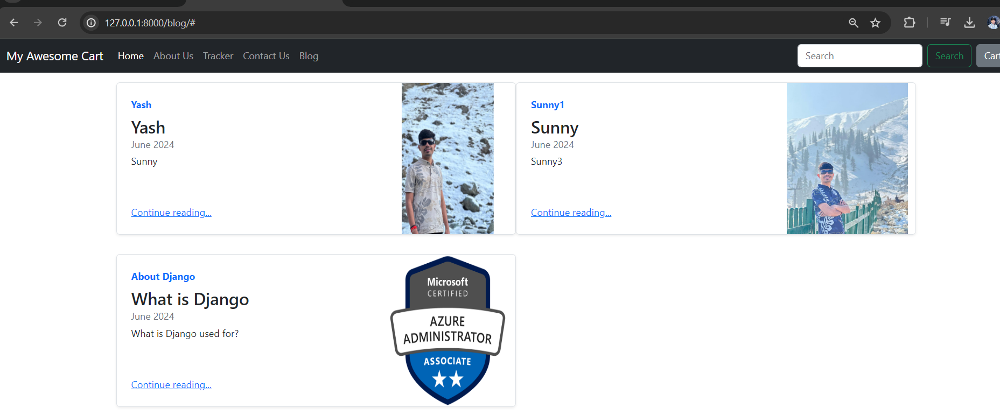 127.0.0.1:8000/blog/#
My Awesome Cart Home About Us Tracker Contact Us Blog Search Search Cart
Yash
Yash
June 2024
Sunny
Continue reading...
Sunny1
Sunny
June 2024
Sunny3
Continue reading...
About Django
What is Django
June 2024
What is Django used for?
Continue reading...
Microsoft
CERTIFIED
AZURE
ADMINISTRATOR
ASSOCIATE